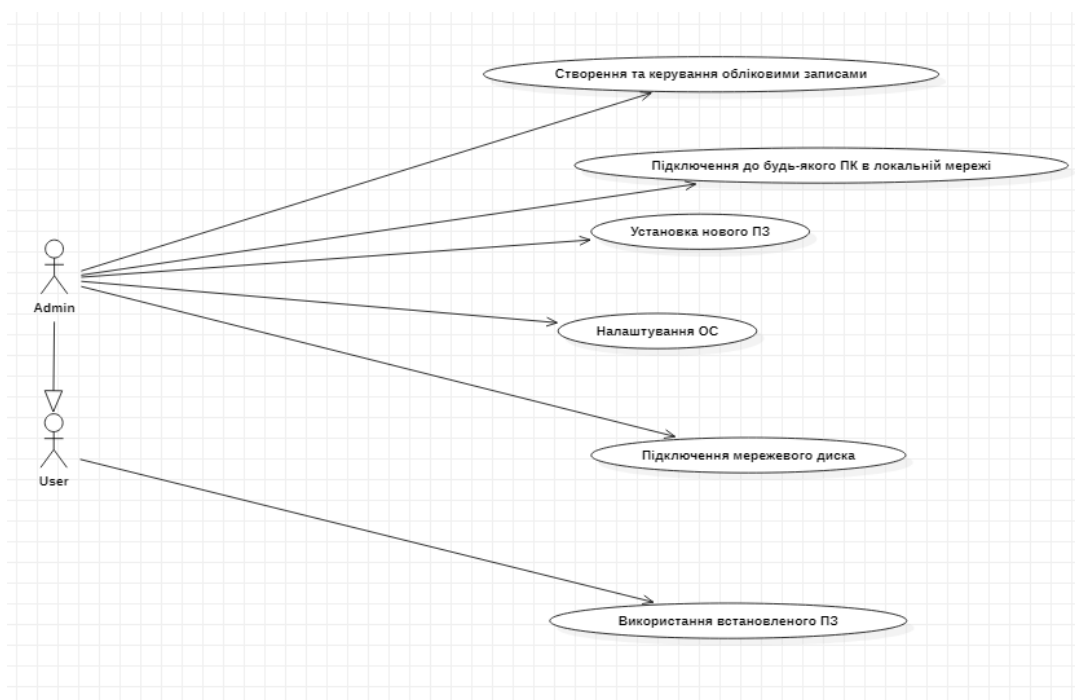 Створення та керування обліковими записами
Підключення до будь-якого ПК в локальній мережі
Установка нового ПЗ
Admin
Налаштування ОС
Підключення мережевого диска
User
Використання встановленого ПЗ